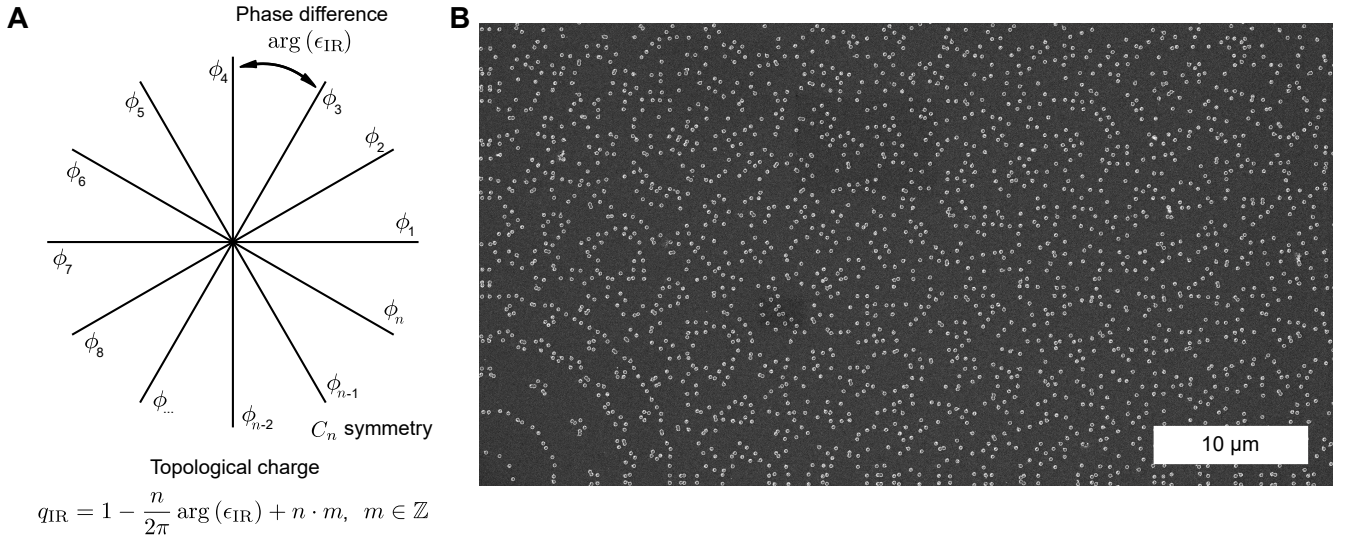 A
Phase difference
arg (ϵ_IR)
ϕ_4
ϕ_3
ϕ_5
ϕ_2
ϕ_6
ϕ_1
ϕ_7
ϕ_n
ϕ_8
ϕ_...
ϕ_n-2
ϕ_n-1
C_n symmetry
Topological charge
q_IR = 1 − n/2π arg (ϵ_IR) + n · m, m ∈ ℤ
B
10 µm